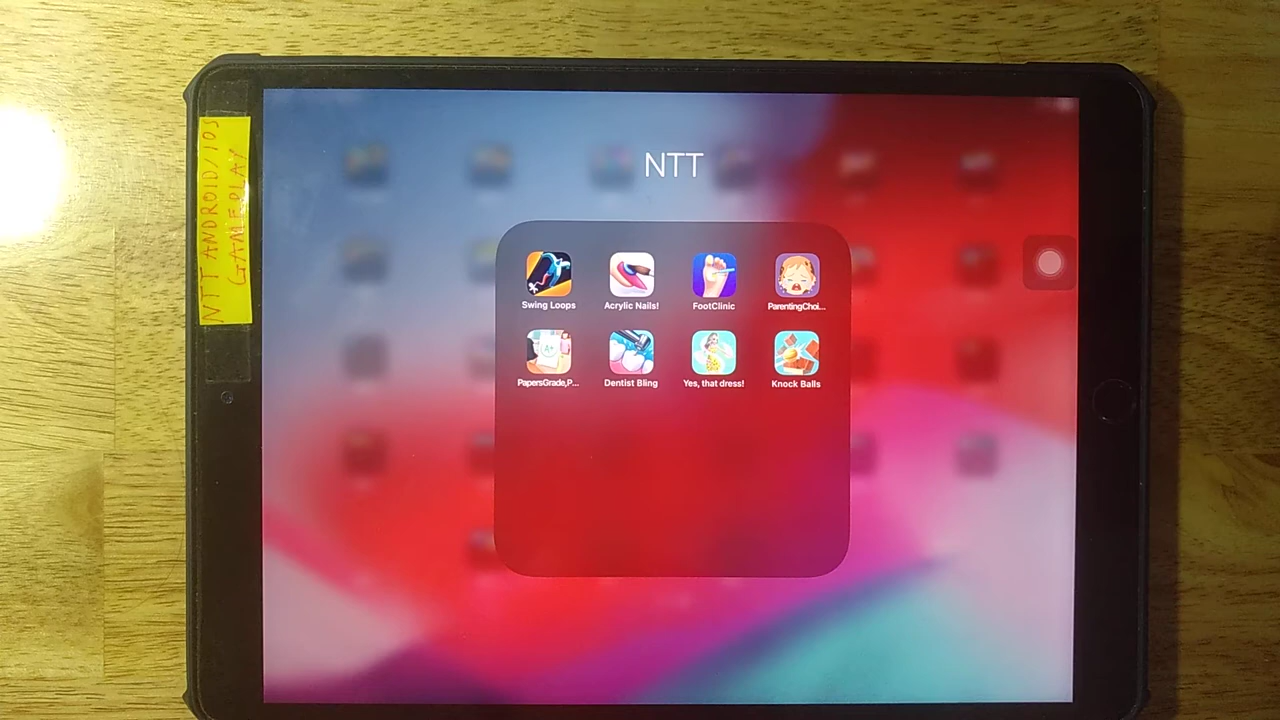 NTT ANDROID/IOS
GAMEPLAY
NTT
Swing Loops Acrylic Nails! FootClinic ParentingChoi...
PapersGrade,P... Dentist Bling Yes, that dress! Knock Balls
A+